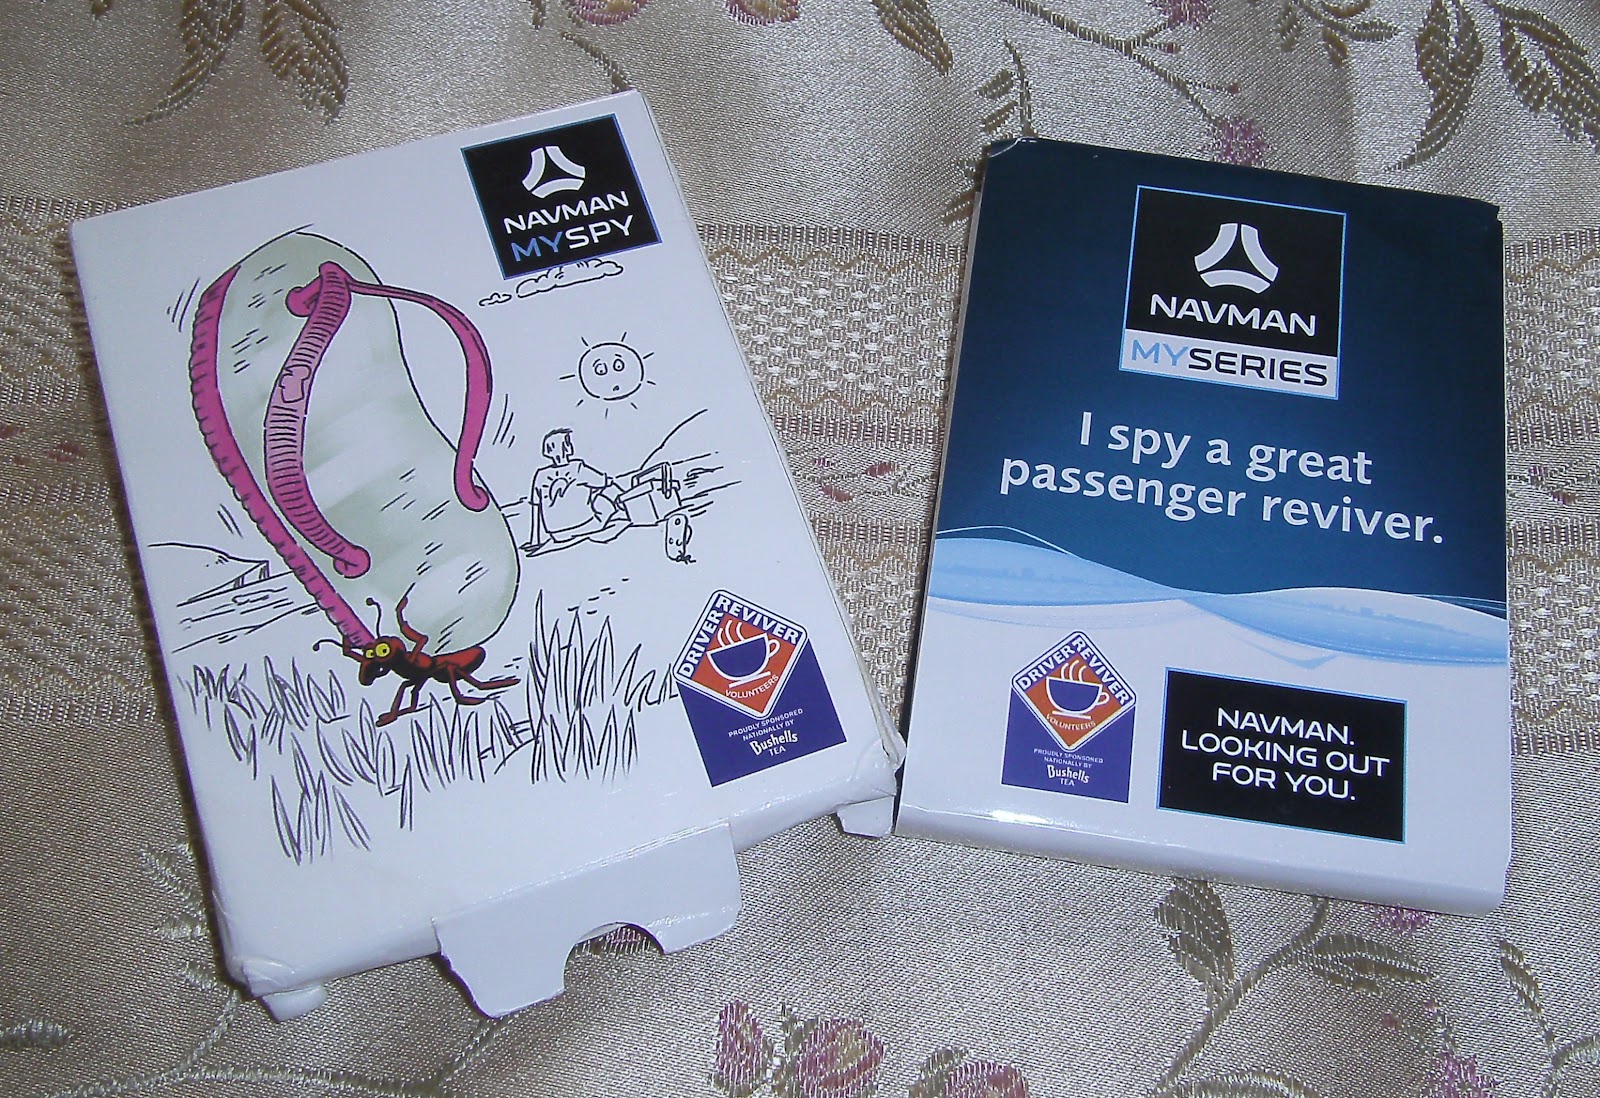 NAVMAN
MYSPY
DRIVER REVIVER
VOLUNTEERS
PROUDLY SPONSORED
NATIONALLY BY
Bushells
TEA
NAVMAN
MYSERIES
I spy a great
passenger reviver.
DRIVER REVIVER
VOLUNTEERS
PROUDLY SPONSORED
NATIONALLY BY
Bushells
TEA
NAVMAN.
LOOKING OUT
FOR YOU.